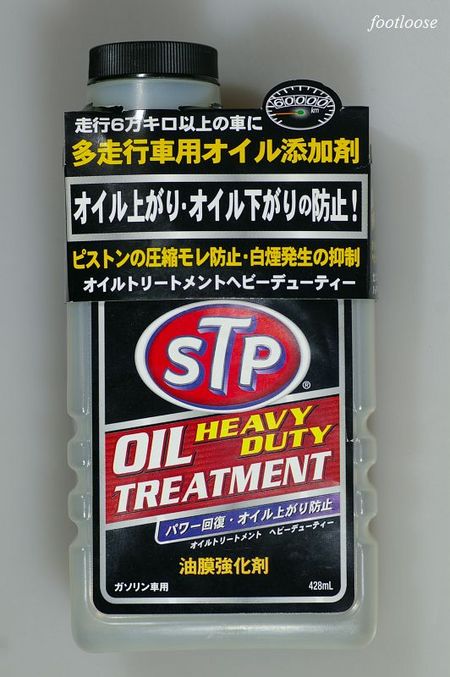 footloose
60000
km
走行6万キロ以上の車に
多走行車用オイル添加剤
オイル上がり・オイル下がりの防止!
ピストンの圧縮モレ防止・白煙発生の抑制
オイルトリートメントヘビーデューティー
STP®
HEAVY
DUTY
OIL
TREATMENT
パワー回復・オイル上がり防止
オイルトリートメント ヘビーデューティー
油膜強化剤
ガソリン車用 428mL